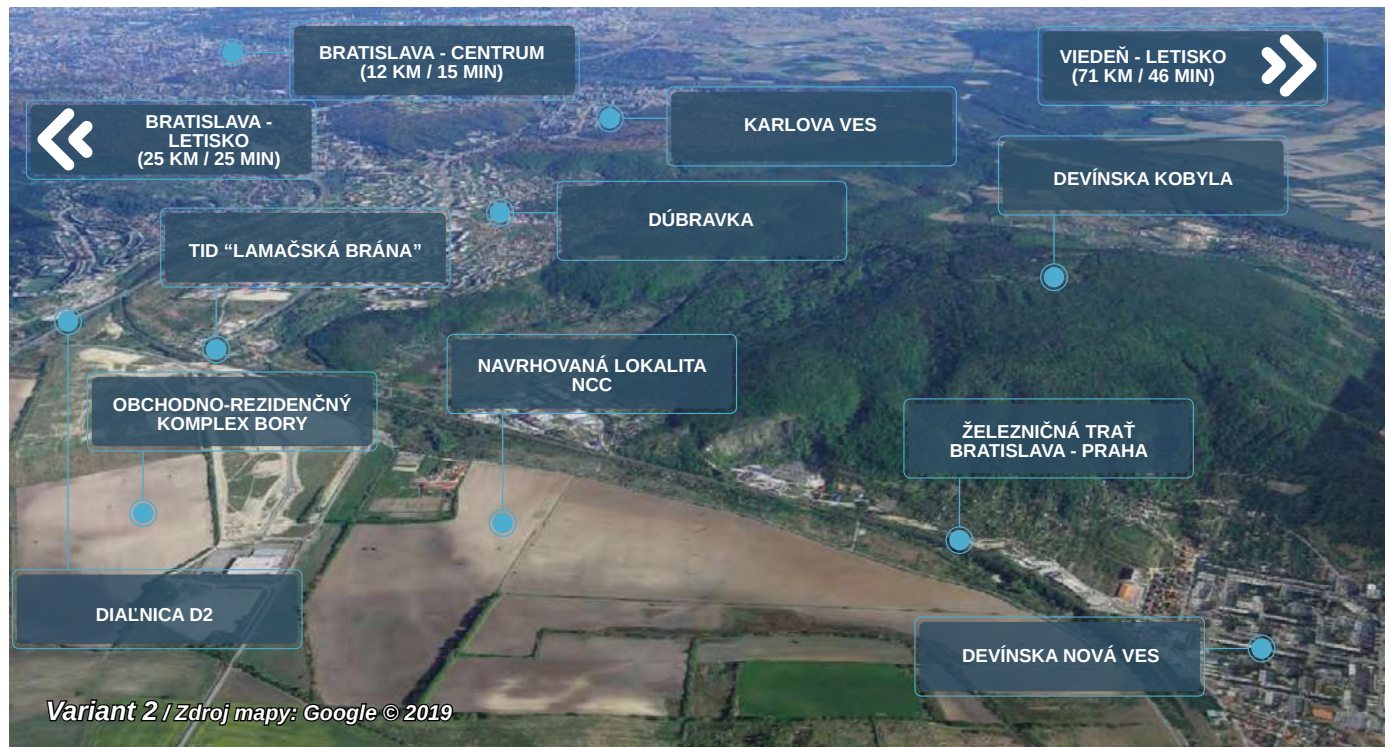 BRATISLAVA - CENTRUM
(12 KM / 15 MIN)
VIEDEŇ - LETISKO
(71 KM / 46 MIN)
BRATISLAVA -
LETISKO
(25 KM / 25 MIN)
KARLOVA VES
DEVÍNSKA KOBYLA
DÚBRAVKA
TID “LAMAČSKÁ BRÁNA”
NAVRHOVANÁ LOKALITA
NCC
OBCHODNO-REZIDENČNÝ
KOMPLEX BORY
ŽELEZNIČNÁ TRAŤ
BRATISLAVA - PRAHA
DIAĽNICA D2
DEVÍNSKA NOVÁ VES
Variant 2 / Zdroj mapy: Google © 2019